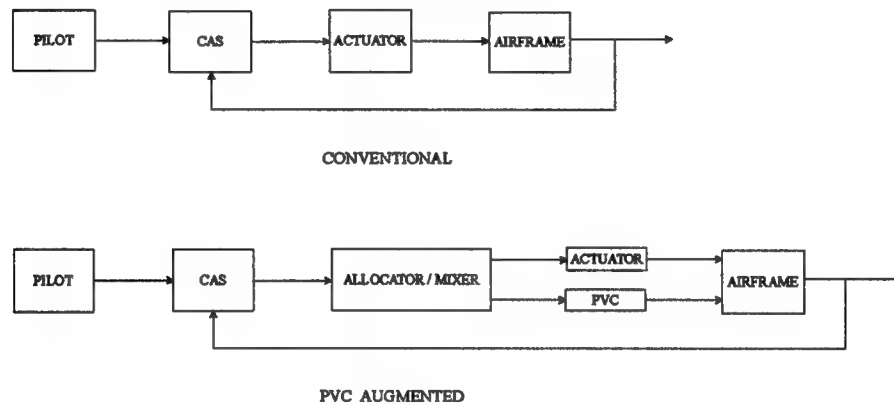 PILOT
CAS
ACTUATOR
AIRFRAME
CONVENTIONAL
PILOT
CAS
ALLOCATOR / MIXER
ACTUATOR
PVC
AIRFRAME
PVC AUGMENTED